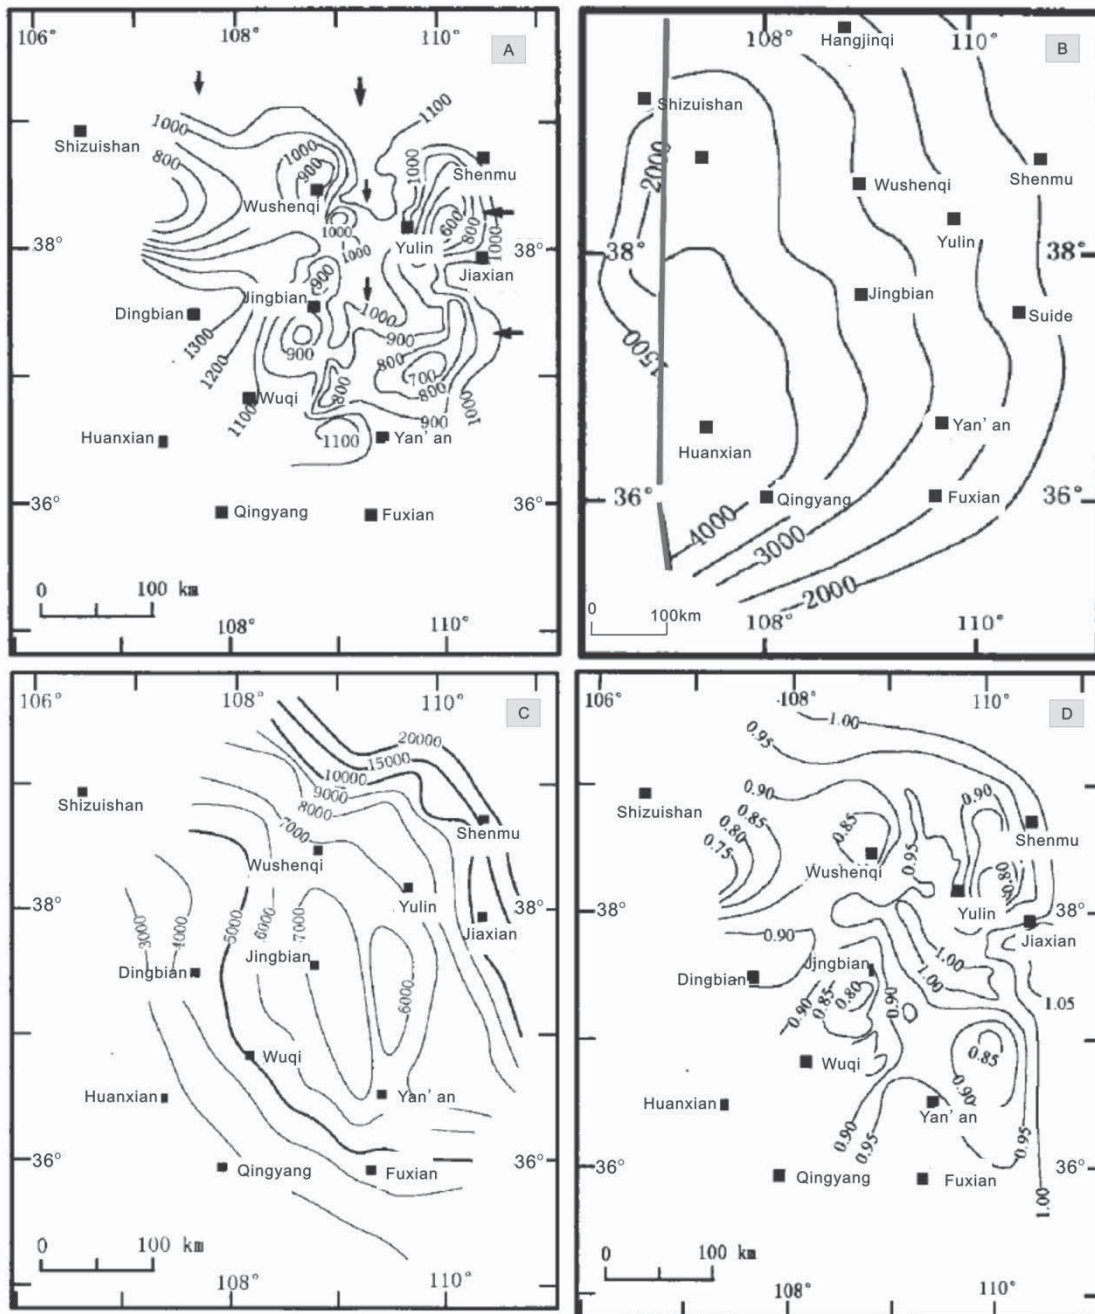 106°
108°
110°
A
1100
1000
Shizuishan
800
1000
900
1000
Shenmu
Wushenqi
600
800
1000
1000
Yulin
38°
1000
900
Jiaxian
Jingbian
Dingbian
1000
1300
900
900
800
1200
700
Wuqi
800
800
1000
1100
900
Huanxian
1100
Yan' an
36°
Qingyang
Fuxian
0
100 km
108°
110°
108°
110°
B
Hangjinqi
Shizuishan
2000
Wushenqi
Shenmu
Yulin
38°
38°
Jingbian
Suide
1500
Huanxian
Yan' an
36°
Qingyang
Fuxian
36°
4000
3000
2000
0
100km
108°
110°
106°
108°
110°
C
20000
15000
10000
9000
8000
Shizuishan
7000
Shenmu
Wushenqi
Yulin
38°
3000
4000
5000
6000
7000
Jiaxian
Jingbian
Dingbian
6000
Wuqi
Huanxian
Yan' an
36°
Qingyang
Fuxian
0
100 km
108°
110°
106°
108°
110°
D
1.00
0.95
0.90
0.90
Shizuishan
0.85
0.80
0.75
0.85
Shenmu
Wushenqi
0.95
0.80
Yulin
38°
38°
Jiaxian
0.90
Jingbian
1.00
Dingbian
1.00
1.05
0.90
0.85
0.80
0.90
0.85
Wuqi
0.90
Huanxian
Yan' an
0.90
0.95
0.95
36°
36°
Qingyang
Fuxian
1.00
0
100 km
108°
110°